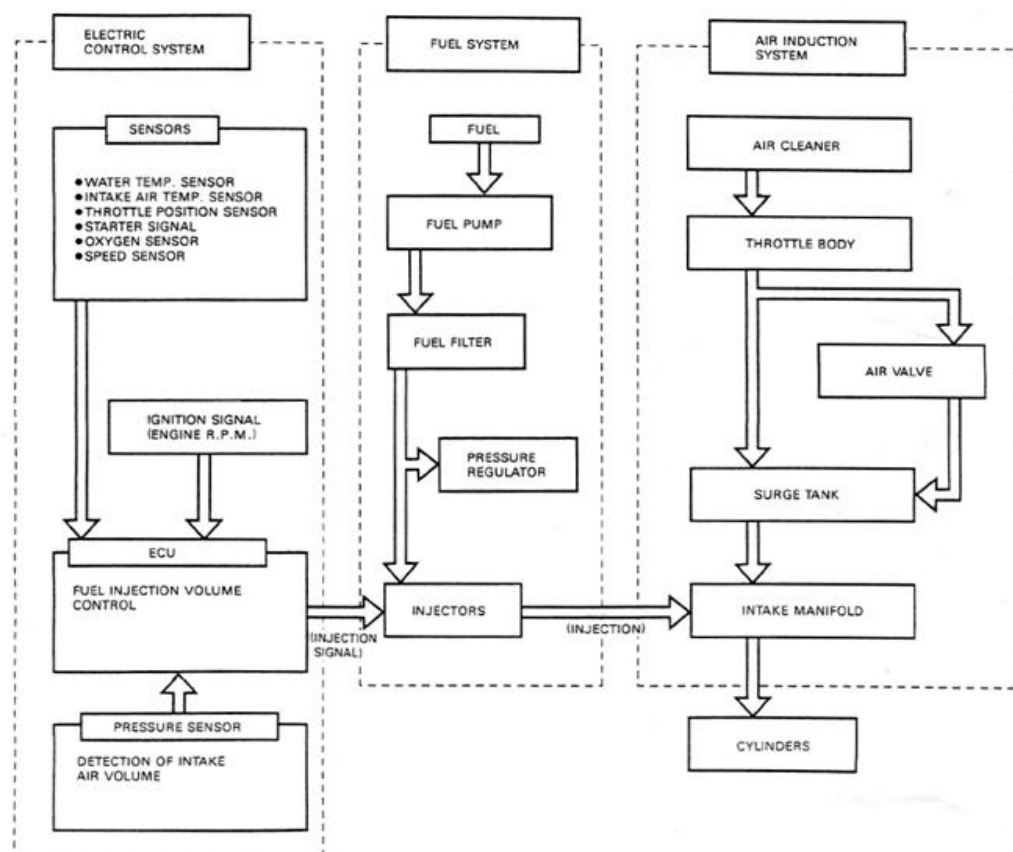 ELECTRIC
CONTROL SYSTEM
SENSORS
●WATER TEMP. SENSOR
●INTAKE AIR TEMP. SENSOR
●THROTTLE POSITION SENSOR
●STARTER SIGNAL
●OXYGEN SENSOR
●SPEED SENSOR
IGNITION SIGNAL
(ENGINE R.P.M.)
ECU
FUEL INJECTION VOLUME
CONTROL
(INJECTION
SIGNAL)
PRESSURE SENSOR
DETECTION OF INTAKE
AIR VOLUME
FUEL SYSTEM
FUEL
FUEL PUMP
FUEL FILTER
PRESSURE
REGULATOR
INJECTORS
(INJECTION)
AIR INDUCTION
SYSTEM
AIR CLEANER
THROTTLE BODY
AIR VALVE
SURGE TANK
INTAKE MANIFOLD
CYLINDERS